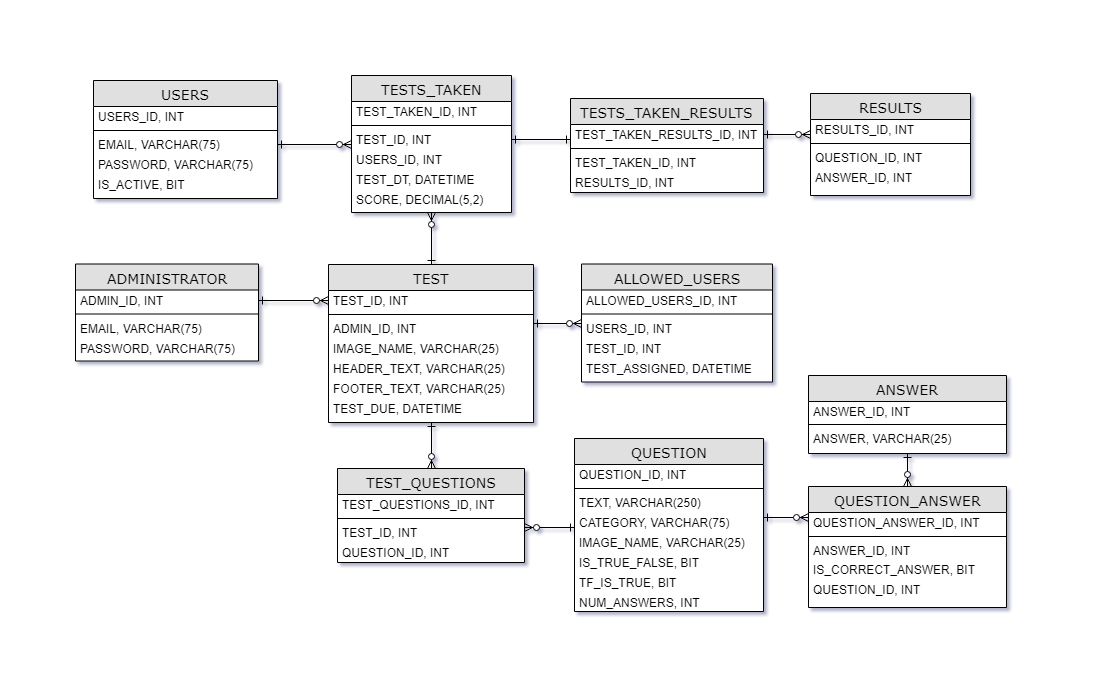 USERS
USERS_ID, INT
EMAIL, VARCHAR(75)
PASSWORD, VARCHAR(75)
IS_ACTIVE, BIT
TESTS_TAKEN
TEST_TAKEN_ID, INT
TEST_ID, INT
USERS_ID, INT
TEST_DT, DATETIME
SCORE, DECIMAL(5,2)
TESTS_TAKEN_RESULTS
TEST_TAKEN_RESULTS_ID, INT
TEST_TAKEN_ID, INT
RESULTS_ID, INT
RESULTS
RESULTS_ID, INT
QUESTION_ID, INT
ANSWER_ID, INT
ADMINISTRATOR
ADMIN_ID, INT
EMAIL, VARCHAR(75)
PASSWORD, VARCHAR(75)
TEST
TEST_ID, INT
ADMIN_ID, INT
IMAGE_NAME, VARCHAR(25)
HEADER_TEXT, VARCHAR(25)
FOOTER_TEXT, VARCHAR(25)
TEST_DUE, DATETIME
ALLOWED_USERS
ALLOWED_USERS_ID, INT
USERS_ID, INT
TEST_ID, INT
TEST_ASSIGNED, DATETIME
ANSWER
ANSWER_ID, INT
ANSWER, VARCHAR(25)
TEST_QUESTIONS
TEST_QUESTIONS_ID, INT
TEST_ID, INT
QUESTION_ID, INT
QUESTION
QUESTION_ID, INT
TEXT, VARCHAR(250)
CATEGORY, VARCHAR(75)
IMAGE_NAME, VARCHAR(25)
IS_TRUE_FALSE, BIT
TF_IS_TRUE, BIT
NUM_ANSWERS, INT
QUESTION_ANSWER
QUESTION_ANSWER_ID, INT
ANSWER_ID, INT
IS_CORRECT_ANSWER, BIT
QUESTION_ID, INT